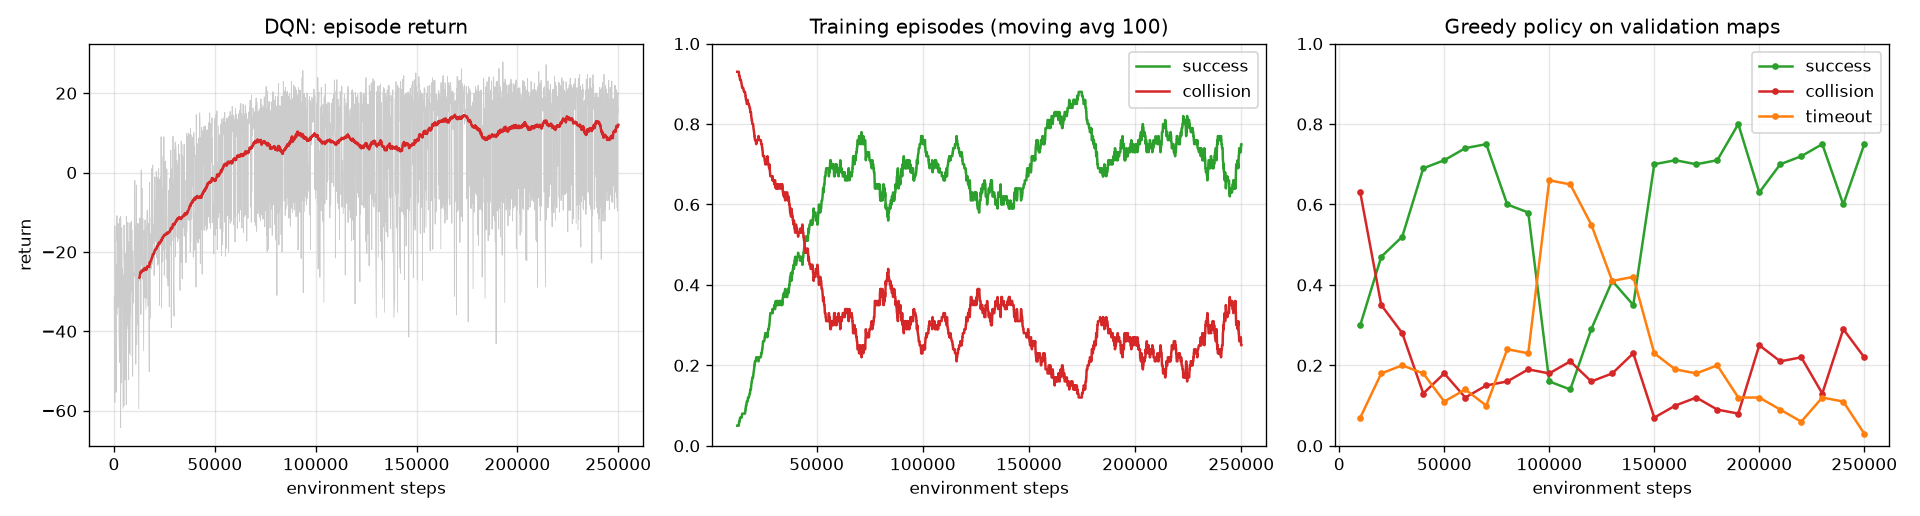 DQN: episode return
20
0
−20
−40
−60
return
0
50000
100000
150000
200000
250000
environment steps
Training episodes (moving avg 100)
success
collision
1.0
0.8
0.6
0.4
0.2
0.0
50000
100000
150000
200000
250000
environment steps
Greedy policy on validation maps
success
collision
timeout
1.0
0.8
0.6
0.4
0.2
0.0
0
50000
100000
150000
200000
250000
environment steps